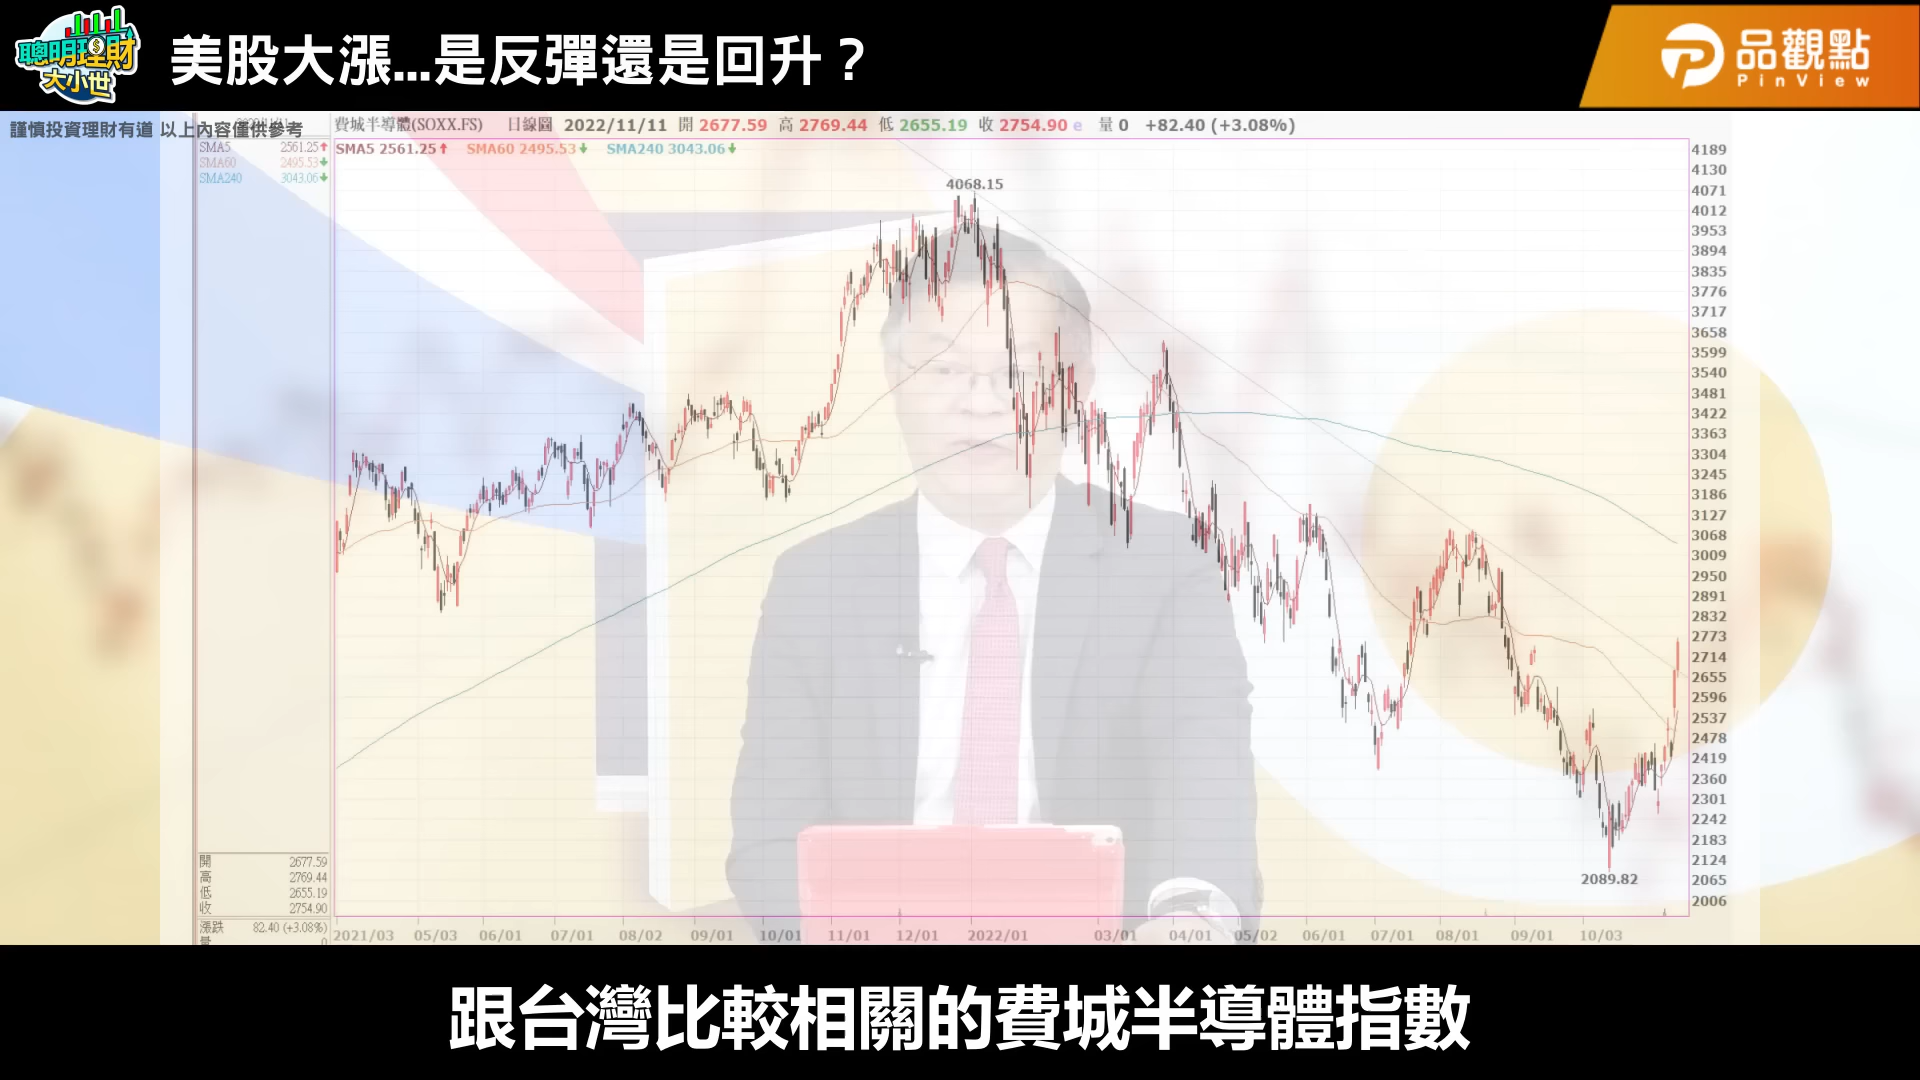 聰明理財
大小世
美股大漲...是反彈還是回升？
品觀點
PinView
謹慎投資理財有道 以上內容僅供參考
費城半導體(SOXX.FS) 日線圖 2022/11/11 開 2677.59 高 2769.44 低 2655.19 收 2754.90 e 量 0 +82.40 (+3.08%)
SMA5 2561.25
SMA60 2495.53
SMA240 3043.06
SMA5 2561.25 SMA60 2495.53 SMA240 3043.06
4068.15
2089.82
4189
4130
4071
4012
3953
3894
3835
3776
3717
3658
3599
3540
3481
3422
3363
3304
3245
3186
3127
3068
3009
2950
2891
2832
2773
2714
2655
2596
2537
2478
2419
2360
2301
2242
2183
2124
2065
2006
開 2677.59
高 2769.44
低 2655.19
收 2754.90
漲跌 82.40 (+3.08%)
2021/03 05/03 06/01 07/01 08/02 09/01 10/01 11/01 12/01 2022/01 03/01 04/01 05/02 06/01 07/01 08/01 09/01 10/03
跟台灣比較相關的費城半導體指數